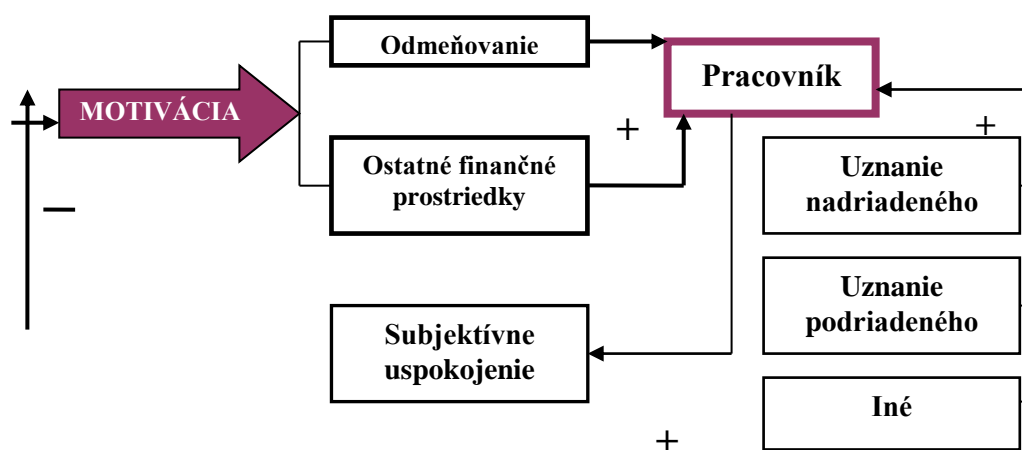 Odmeňovanie
Pracovník
MOTIVÁCIA
+
+
Ostatné finančné
prostriedky
Uznanie
nadriadeného
–
Uznanie
podriadeného
Subjektívne
uspokojenie
Iné
+